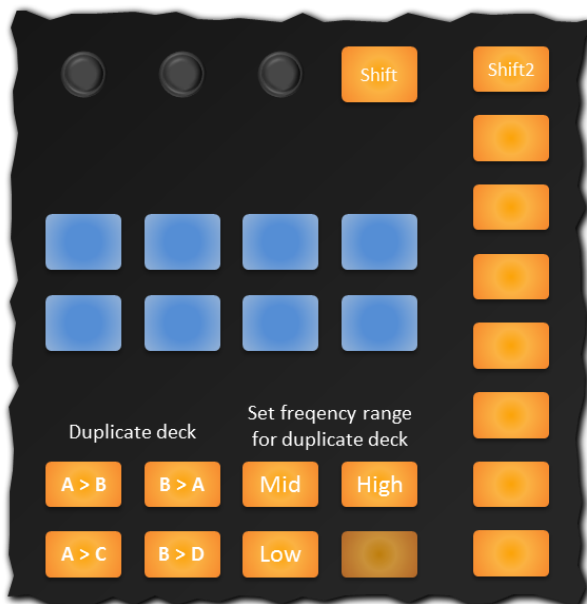 Shift
Shift2
Duplicate deck
Set freqency range
for duplicate deck
A > B
B > A
Mid
High
A > C
B > D
Low